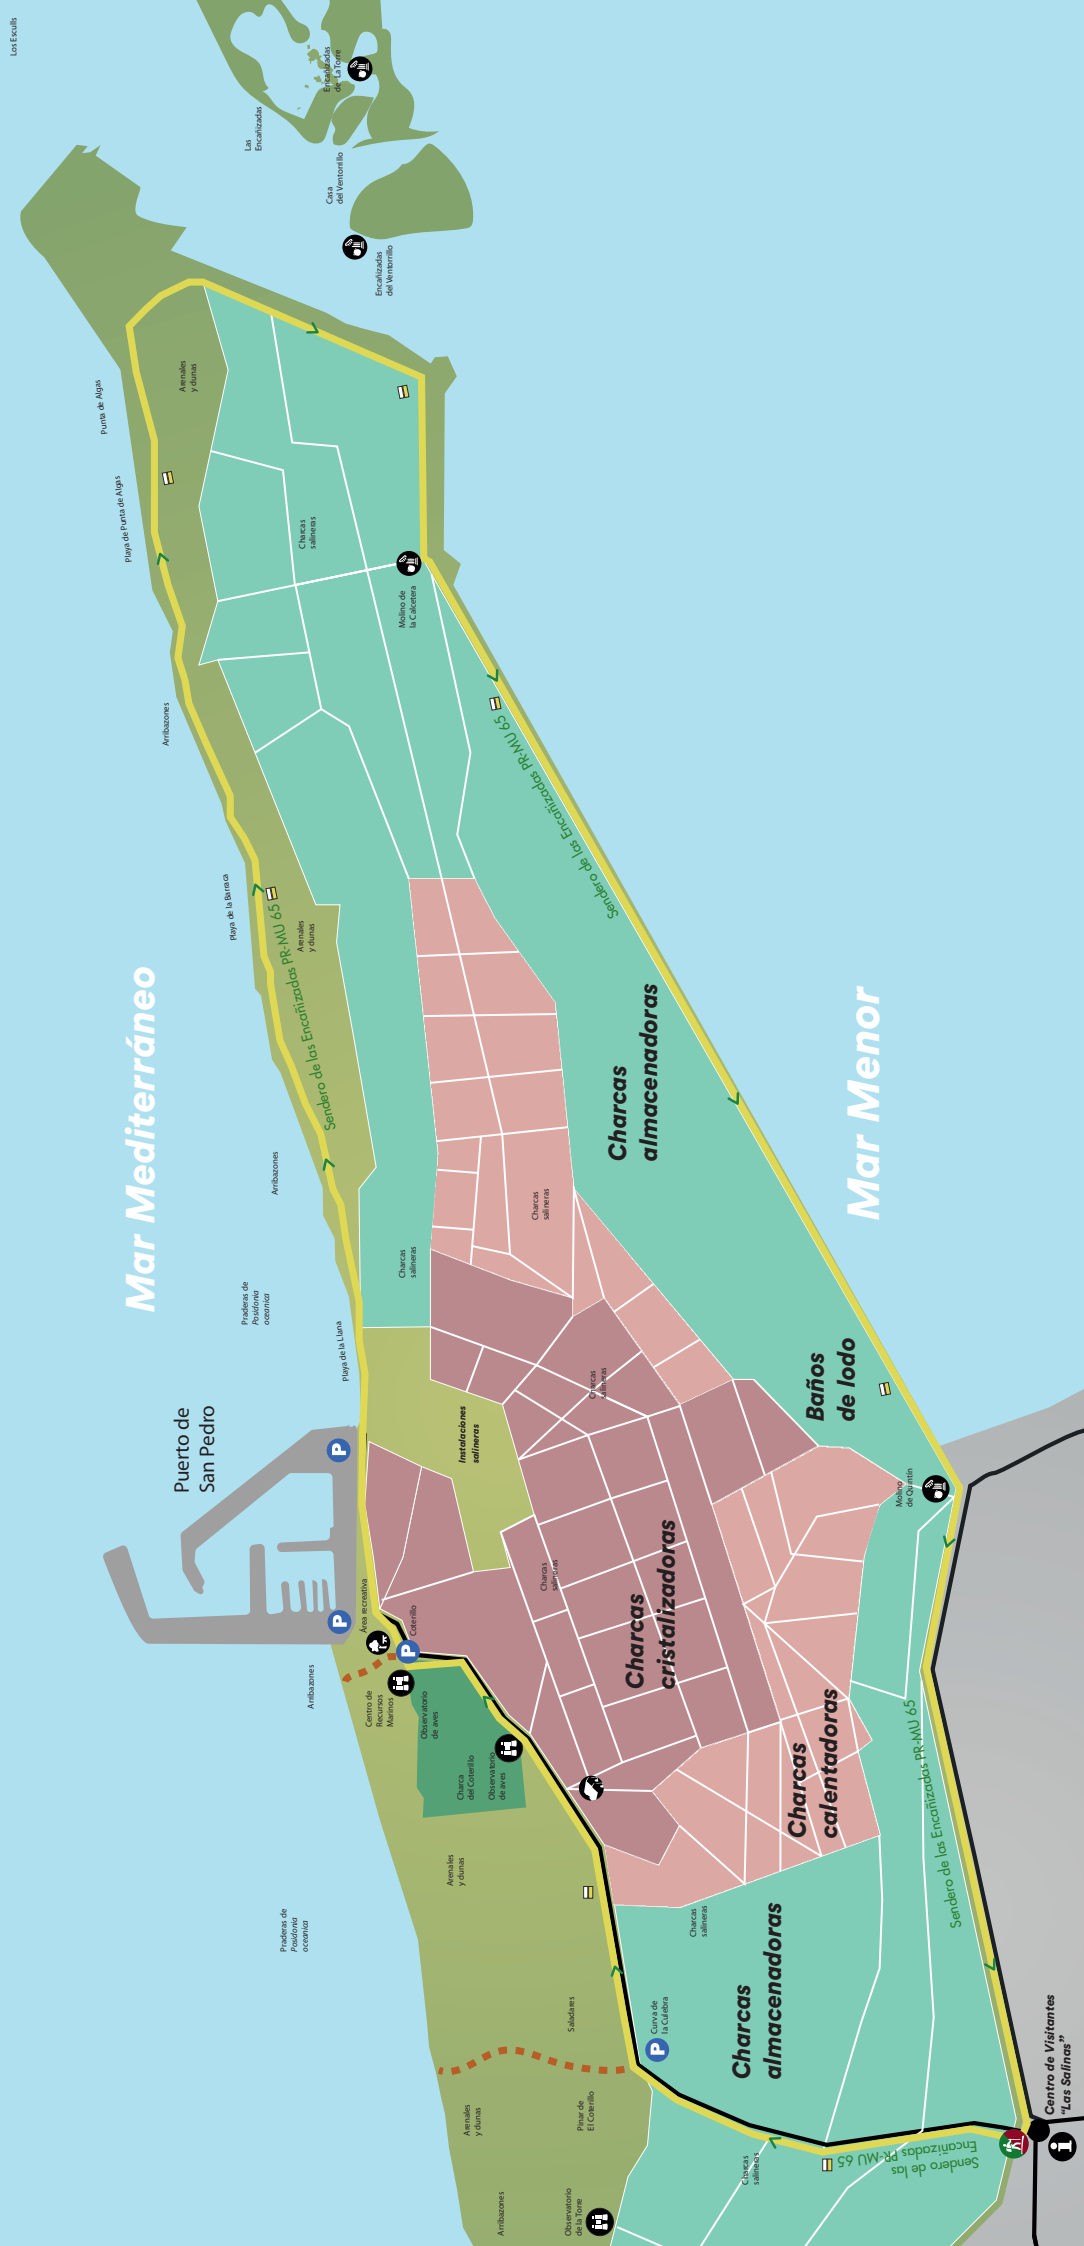 Los Esculls
Las
Encañizadas
Encañizadas
de La Torre
Casa
del Ventorrillo
Encañizadas
del Ventorrillo
Punta de Algas
Arenales
y dunas
Playa de Punta de Algas
Charcas
salineras
Molino de
la Calcetera
Arribazones
Sendero de las Encañizadas PR-MU 65
Playa de la Barraca
Sendero de las Encañizadas PR-MU 65
Arenales
y dunas
Mar Mediterráneo
Charcas
almacenadoras
Mar Menor
Arribazones
Charcas
salineras
Charcas
salineras
Praderas de
Posidonia
oceanica
Playa de la Llana
Baños
de lodo
Charcas
salineras
Puerto de
San Pedro
P
Instalaciones
salineras
Molino
de Quintín
Charcas
salineras
Charcas
cristalizadoras
P
Área recreativa
Coterillo
P
Arribazones
Centro de
Recursos
Marinos
Observatorio
de aves
Charca
del Coterillo
Observatorio
de aves
Charcas
calentadoras
Sendero de las Encañizadas PR-MU 65
Arenales
y dunas
Praderas de
Posidonia
oceanica
Charcas
salineras
Saladares
Curva de
la Culebra
P
Charcas
almacenadoras
Centro de Visitantes
"Las Salinas"
i
Arenales
y dunas
Pinar de
El Coterillo
Charcas
salineras
Sendero de las
Encañizadas PR-MU 65
Arribazones
Observatorio
de la Torre